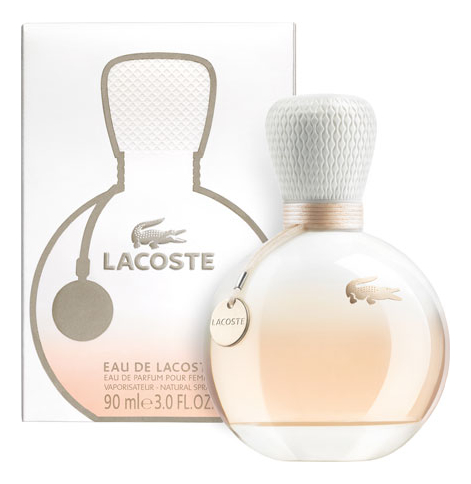 LACOSTE
EAU DE LACOST
EAU DE PARFUM POUR FEM
VAPORISATEUR - NATURAL SPR
90 ml e 3.0 FL.OZ.
LACOSTE